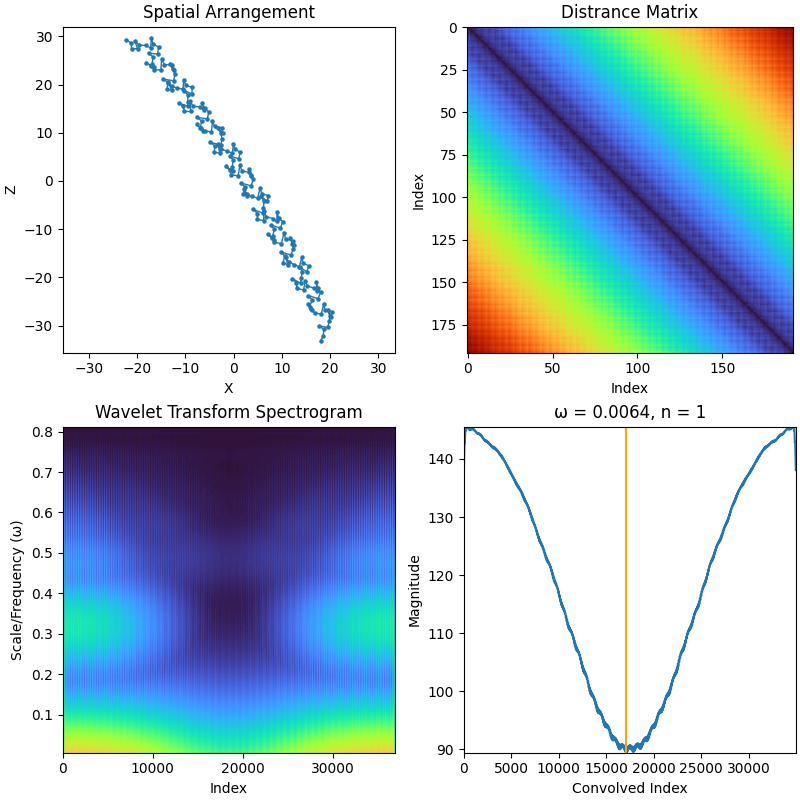 Spatial Arrangement
30
20
10
0
−10
−20
−30
Z
−30 −20 −10 0 10 20 30
X
Distrance Matrix
0
25
50
75
100
125
150
175
Index
0 50 100 150
Index
Wavelet Transform Spectrogram
0.8
0.7
0.6
0.5
0.4
0.3
0.2
0.1
Scale/Frequency (ω)
0 10000 20000 30000
Index
ω = 0.0064, n = 1
140
130
120
110
100
90
Magnitude
0 5000 10000 15000 20000 25000 30000
Convolved Index